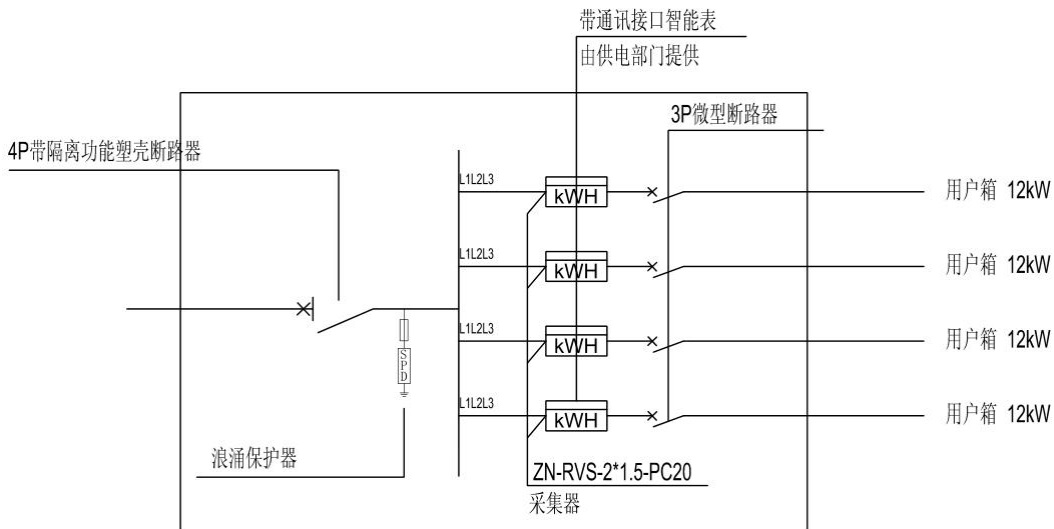 带通讯接口智能表
由供电部门提供
3P微型断路器
4P带隔离功能塑壳断路器
L1L2L3
kWH
用户箱 12kW
L1L2L3
kWH
用户箱 12kW
L1L2L3
kWH
用户箱 12kW
SPD
L1L2L3
kWH
用户箱 12kW
浪涌保护器
ZN-RVS-2*1.5-PC20
采集器